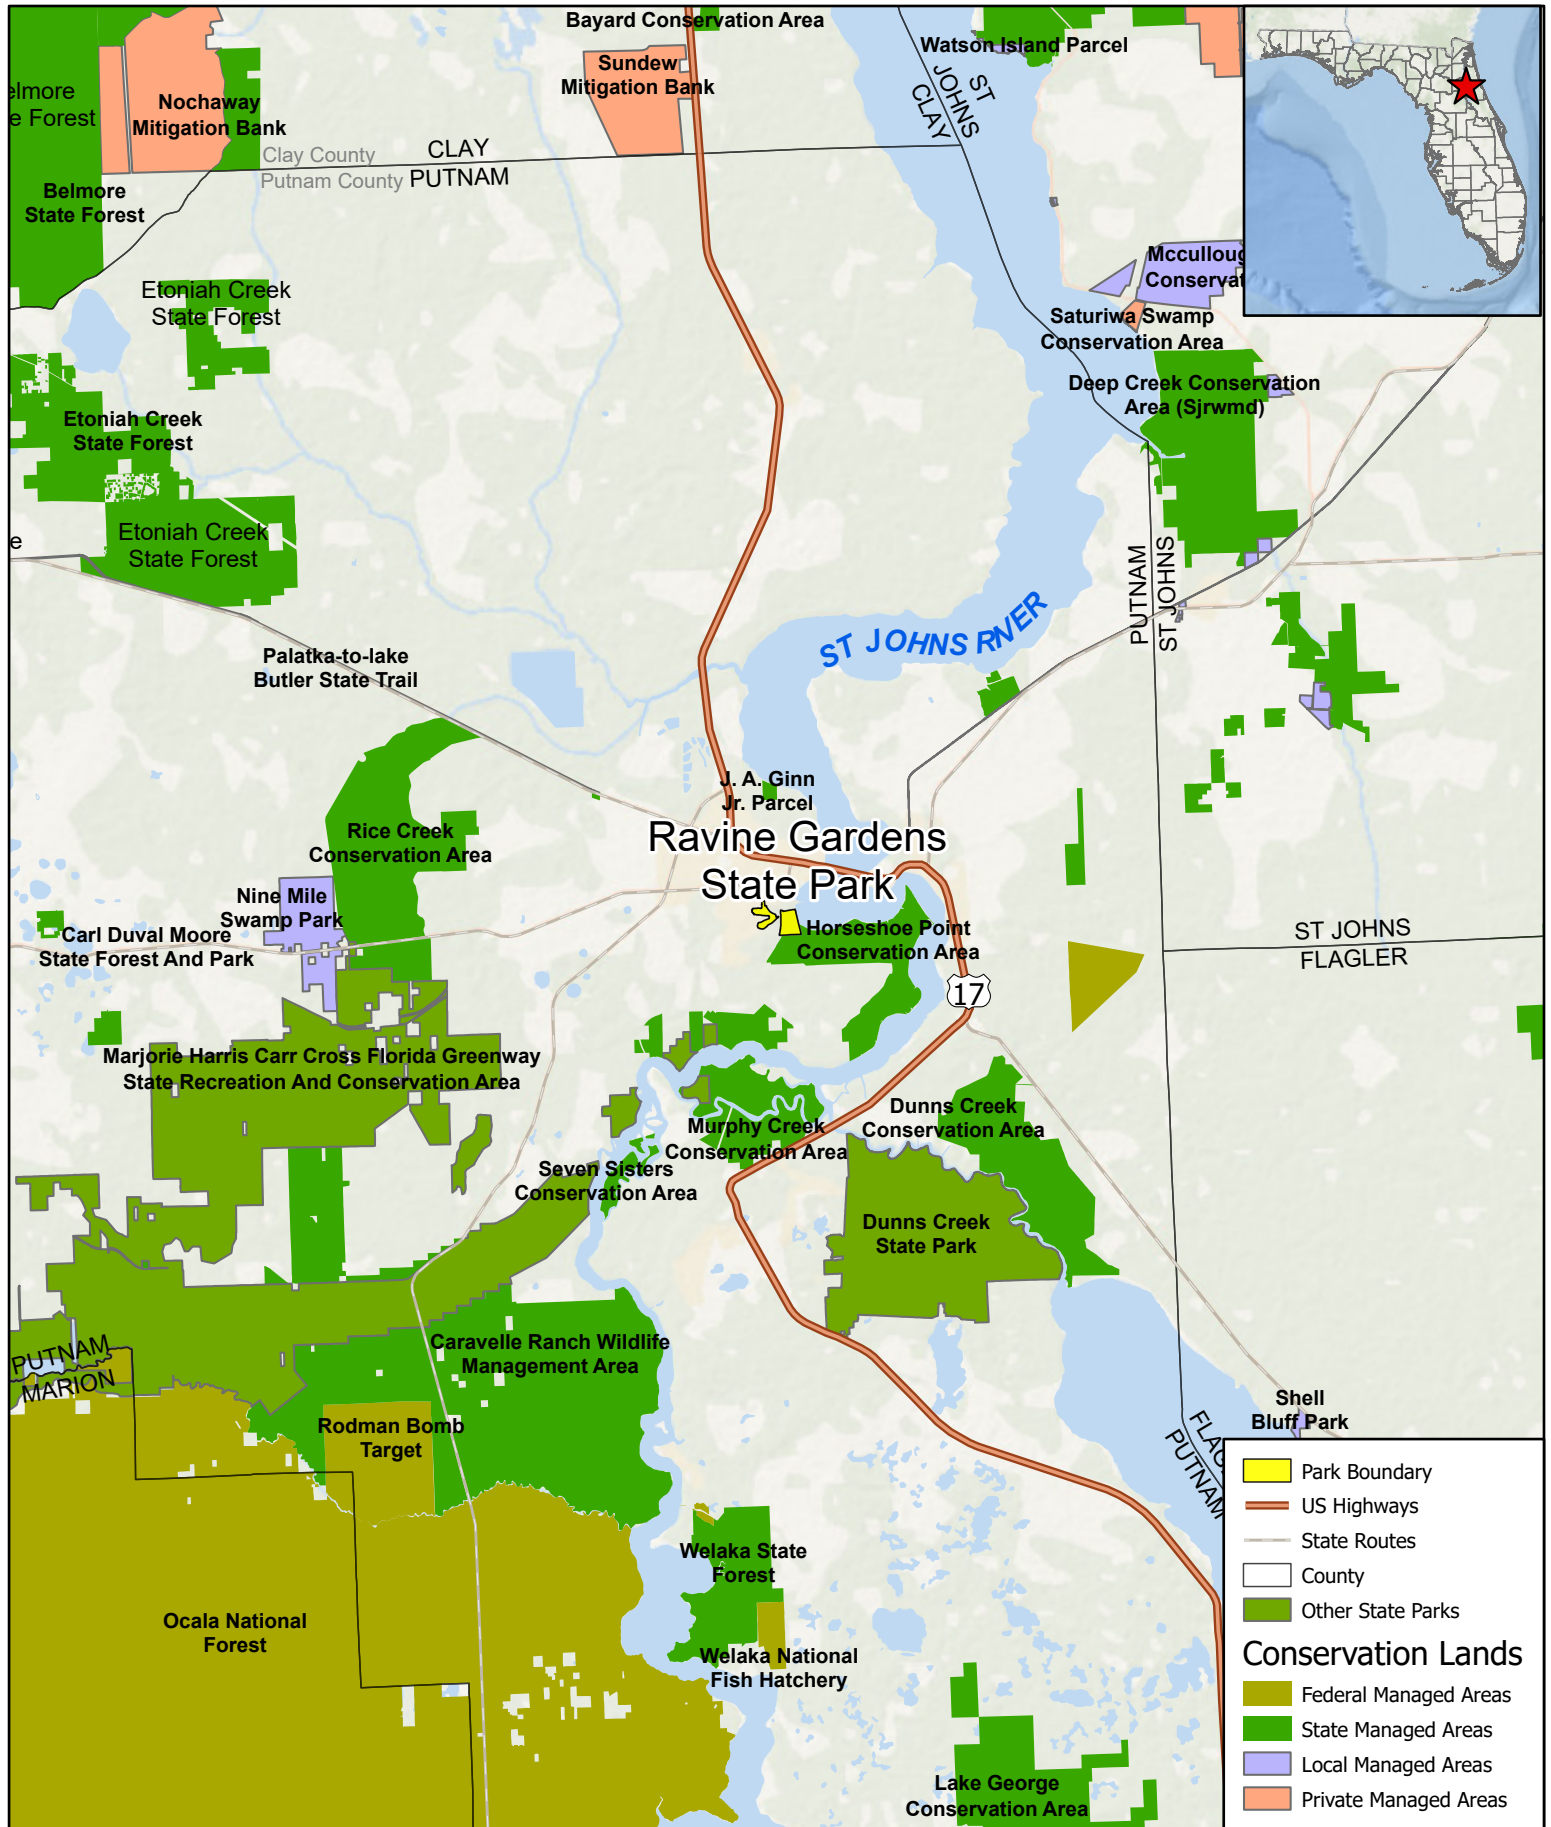 Bayard Conservation Area
Watson Island Parcel
Sundew
Mitigation Bank
elmore
e Forest
Nochaway
Mitigation Bank
ST JOHNS
CLAY
Clay County
CLAY
Putnam County
PUTNAM
Belmore
State Forest
Mcculloug
Conservat
Etoniah Creek
State Forest
Saturiwa Swamp
Conservation Area
Deep Creek Conservation
Area (Sjrwmd)
Etoniah Creek
State Forest
Etoniah Creek
State Forest
e
PUTNAM
ST JOHNS
ST JOHNS RIVER
Palatka-to-lake
Butler State Trail
J. A. Ginn
Jr. Parcel
Ravine Gardens
State Park
Rice Creek
Conservation Area
Nine Mile
Swamp Park
Carl Duval Moore
State Forest And Park
Horseshoe Point
Conservation Area
ST JOHNS
FLAGLER
17
Marjorie Harris Carr Cross Florida Greenway
State Recreation And Conservation Area
Dunns Creek
Conservation Area
Murphy Creek
Conservation Area
Seven Sisters
Conservation Area
Dunns Creek
State Park
PUTNAM
MARION
Caravelle Ranch Wildlife
Management Area
Rodman Bomb
Target
Shell
Bluff Park
FLAG
PUTNAM
Welaka State
Forest
Ocala National
Forest
Welaka National
Fish Hatchery
Lake George
Conservation Area
Park Boundary
US Highways
State Routes
County
Other State Parks
Conservation Lands
Federal Managed Areas
State Managed Areas
Local Managed Areas
Private Managed Areas